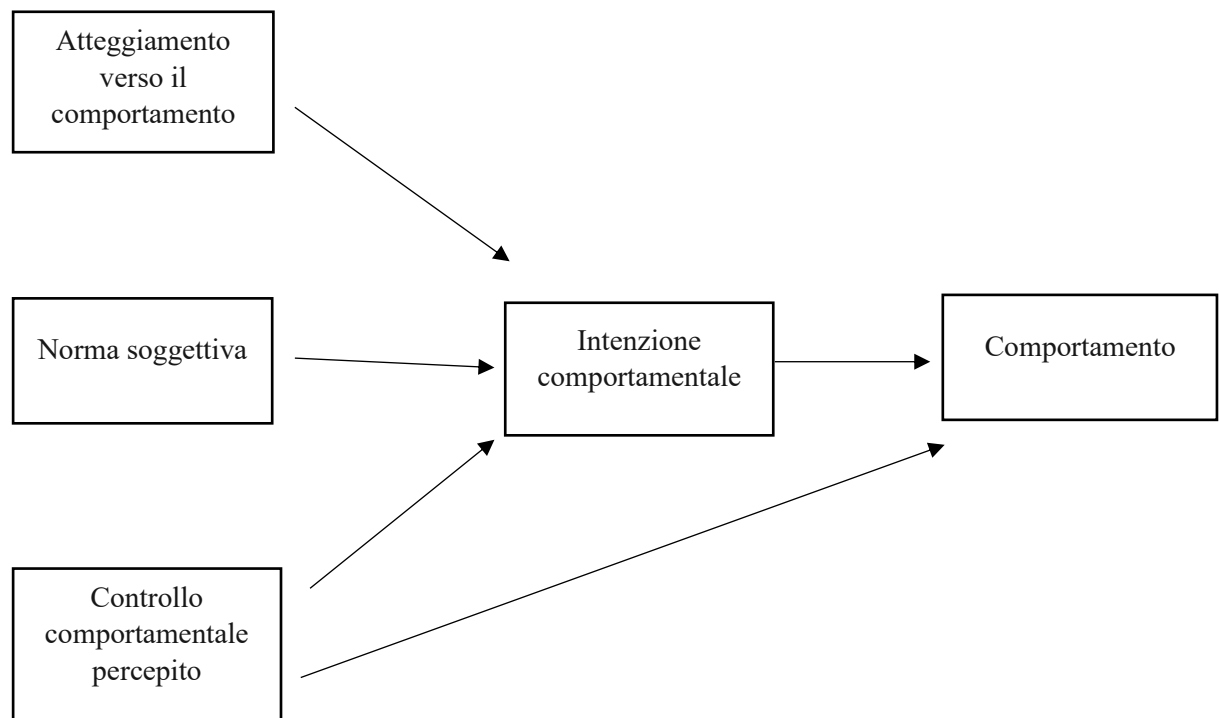 Atteggiamento
verso il
comportamento
Norma soggettiva
Intenzione
comportamentale
Comportamento
Controllo
comportamentale
percepito